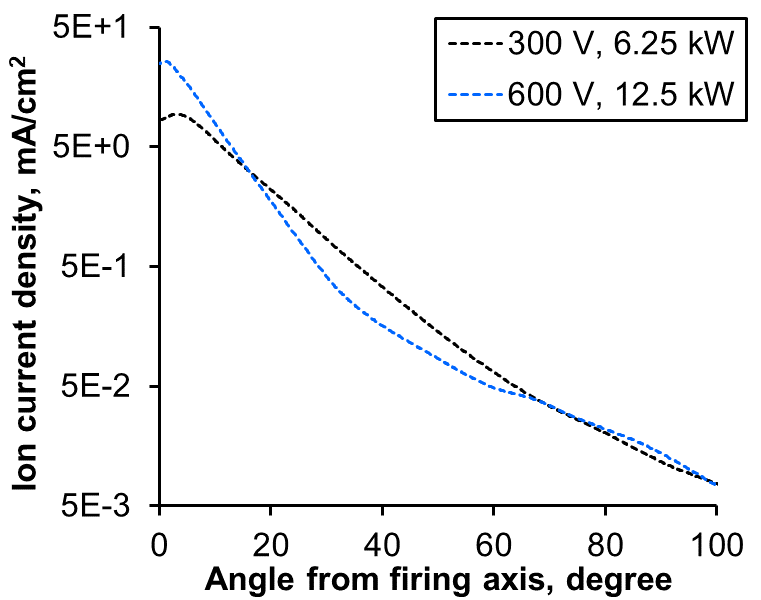 5E+1
5E+0
5E-1
5E-2
5E-3
Ion current density, mA/cm²
300 V, 6.25 kW
600 V, 12.5 kW
0 20 40 60 80 100
Angle from firing axis, degree